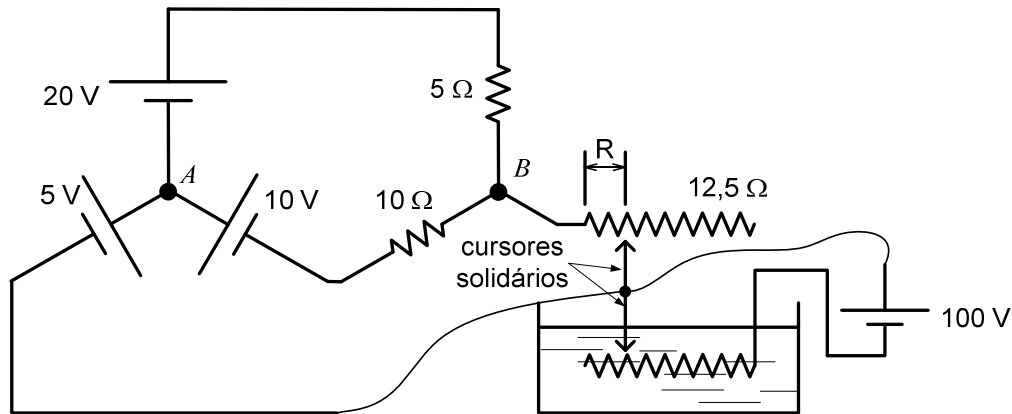 20 V
5 Ω
A
B
5 V
10 V
10 Ω
R
12,5 Ω
cursores
solidários
100 V